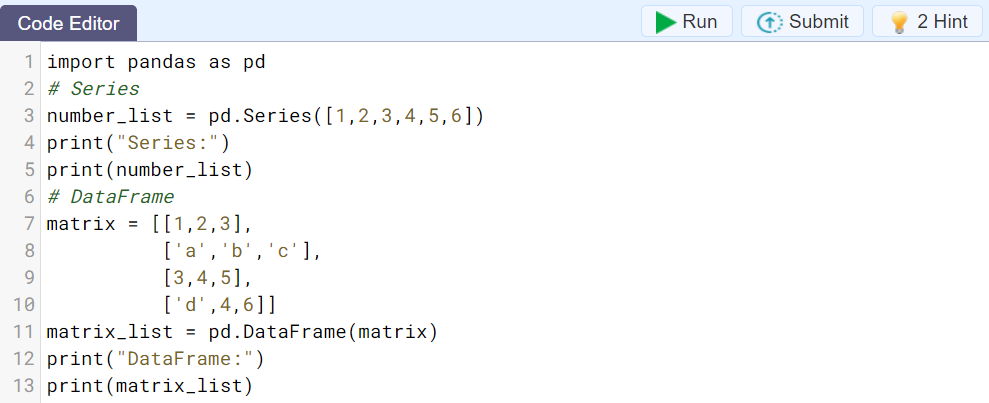 Code Editor Run Submit 2 Hint
1 import pandas as pd
2 # Series
3 number_list = pd.Series([1,2,3,4,5,6])
4 print("Series:")
5 print(number_list)
6 # DataFrame
7 matrix = [[1,2,3],
8           ['a','b','c'],
9           [3,4,5],
10           ['d',4,6]]
11 matrix_list = pd.DataFrame(matrix)
12 print("DataFrame:")
13 print(matrix_list)